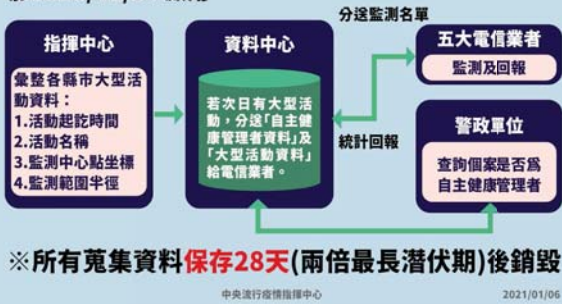 分送監測名單
指揮中心
彙整各縣市大型活
動資料：
1.活動起訖時間
2.活動名稱
3.監測中心點坐標
4.監測範圍半徑
資料中心
若次日有大型活
動，分送「自主健
康管理者資料」及
「大型活動資料」
給電信業者。
統計回報
五大電信業者
監測及回報
警政單位
查詢個案是否為
自主健康管理者
※所有蒐集資料保存28天(兩倍最長潛伏期)後銷毀
中央流行疫情指揮中心
2021/01/06